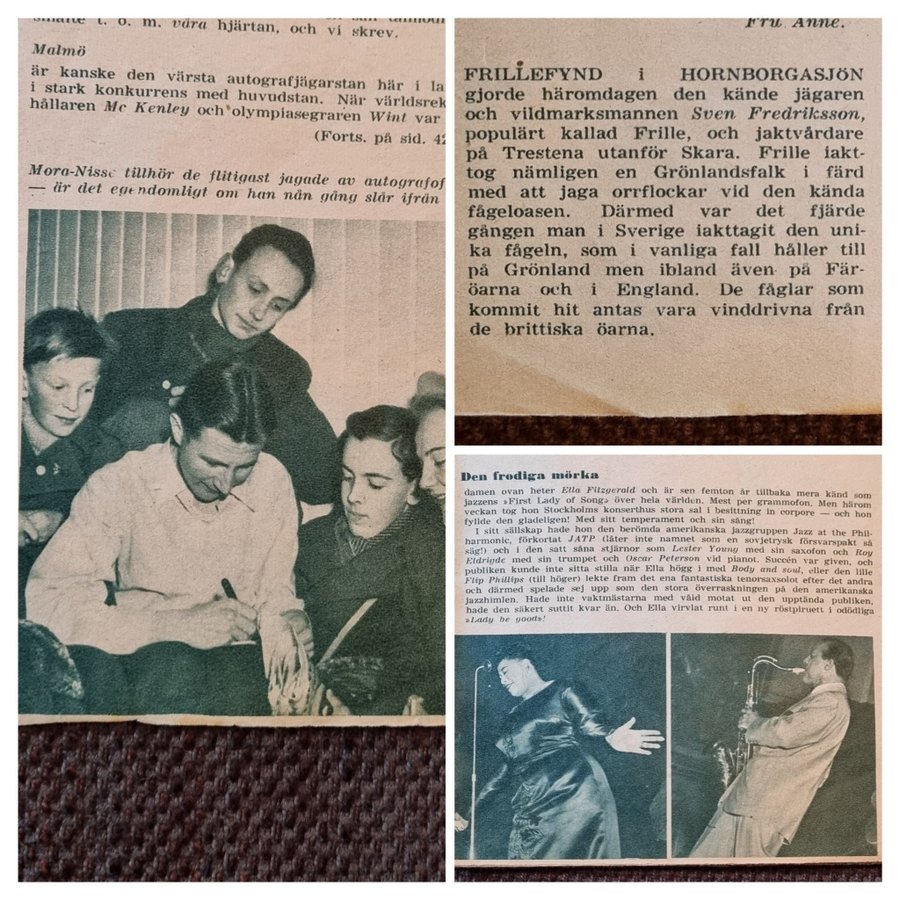 t. o. m. våra hjärtan, och vi skrev.
Malmö
är kanske den värsta autografjägarstan här i la
i stark konkurrens med huvudstan. När världsrek
hållaren Mc Kenley och olympiasegraren Wint var
(Forts. på sid. 42
Mora-Nisse tillhör de flitigast jagade av autografof
— är det egendomligt om han nån gång slår ifrån
Fru Anne.
FRILLEFYND i HORNBORGASJÖN
gjorde häromdagen den kände jägaren
och vildmarksmannen Sven Fredriksson,
populärt kallad Frille, och jaktvårdare
på Trestena utanför Skara. Frille iakt-
tog nämligen en Grönlandsfalk i färd
med att jaga orrflockar vid den kända
fågeloasen. Därmed var det fjärde
gången man i Sverige iakttagit den uni-
ka fågeln, som i vanliga fall håller till
på Grönland men ibland även på Fär-
öarna och i England. De fåglar som
kommit hit antas vara vinddrivna från
de brittiska öarna.
Den frodiga mörka
damen ovan heter Ella Fitzgerald och är sen femton år tillbaka mera känd som
jazzens »First Lady of Song» över hela världen. Mest per grammofon. Men härom
veckan tog hon Stockholms konserthus stora sal i besittning in corpore — och hon
fyllde den gladeligen! Med sitt temperament och sin sång!
I sitt sällskap hade hon den berömda amerikanska jazzgruppen Jazz at the Phil-
harmonic, förkortat JATP (låter inte namnet som en sovjetrysk försvarspakt så
säg!) och i den satt såna stjärnor som Lester Young med sin saxofon och Roy
Eldridge med sin trumpet och Oscar Peterson vid pianot. Succén var given, och
publiken kunde inte sitta stilla när Ella högg i med Body and soul, eller den lille
Flip Phillips (till höger) lekte fram det ena fantastiska tenorsaxsolot efter det andra
och därmed spelade sej upp som den stora överraskningen på den amerikanska
jazzhimlen. Hade inte vaktmästarna med våld motat ut den upptända publiken,
hade den säkert suttit kvar än. Och Ella virvlat runt i en ny röstpiruett i odödliga
»Lady be good»!